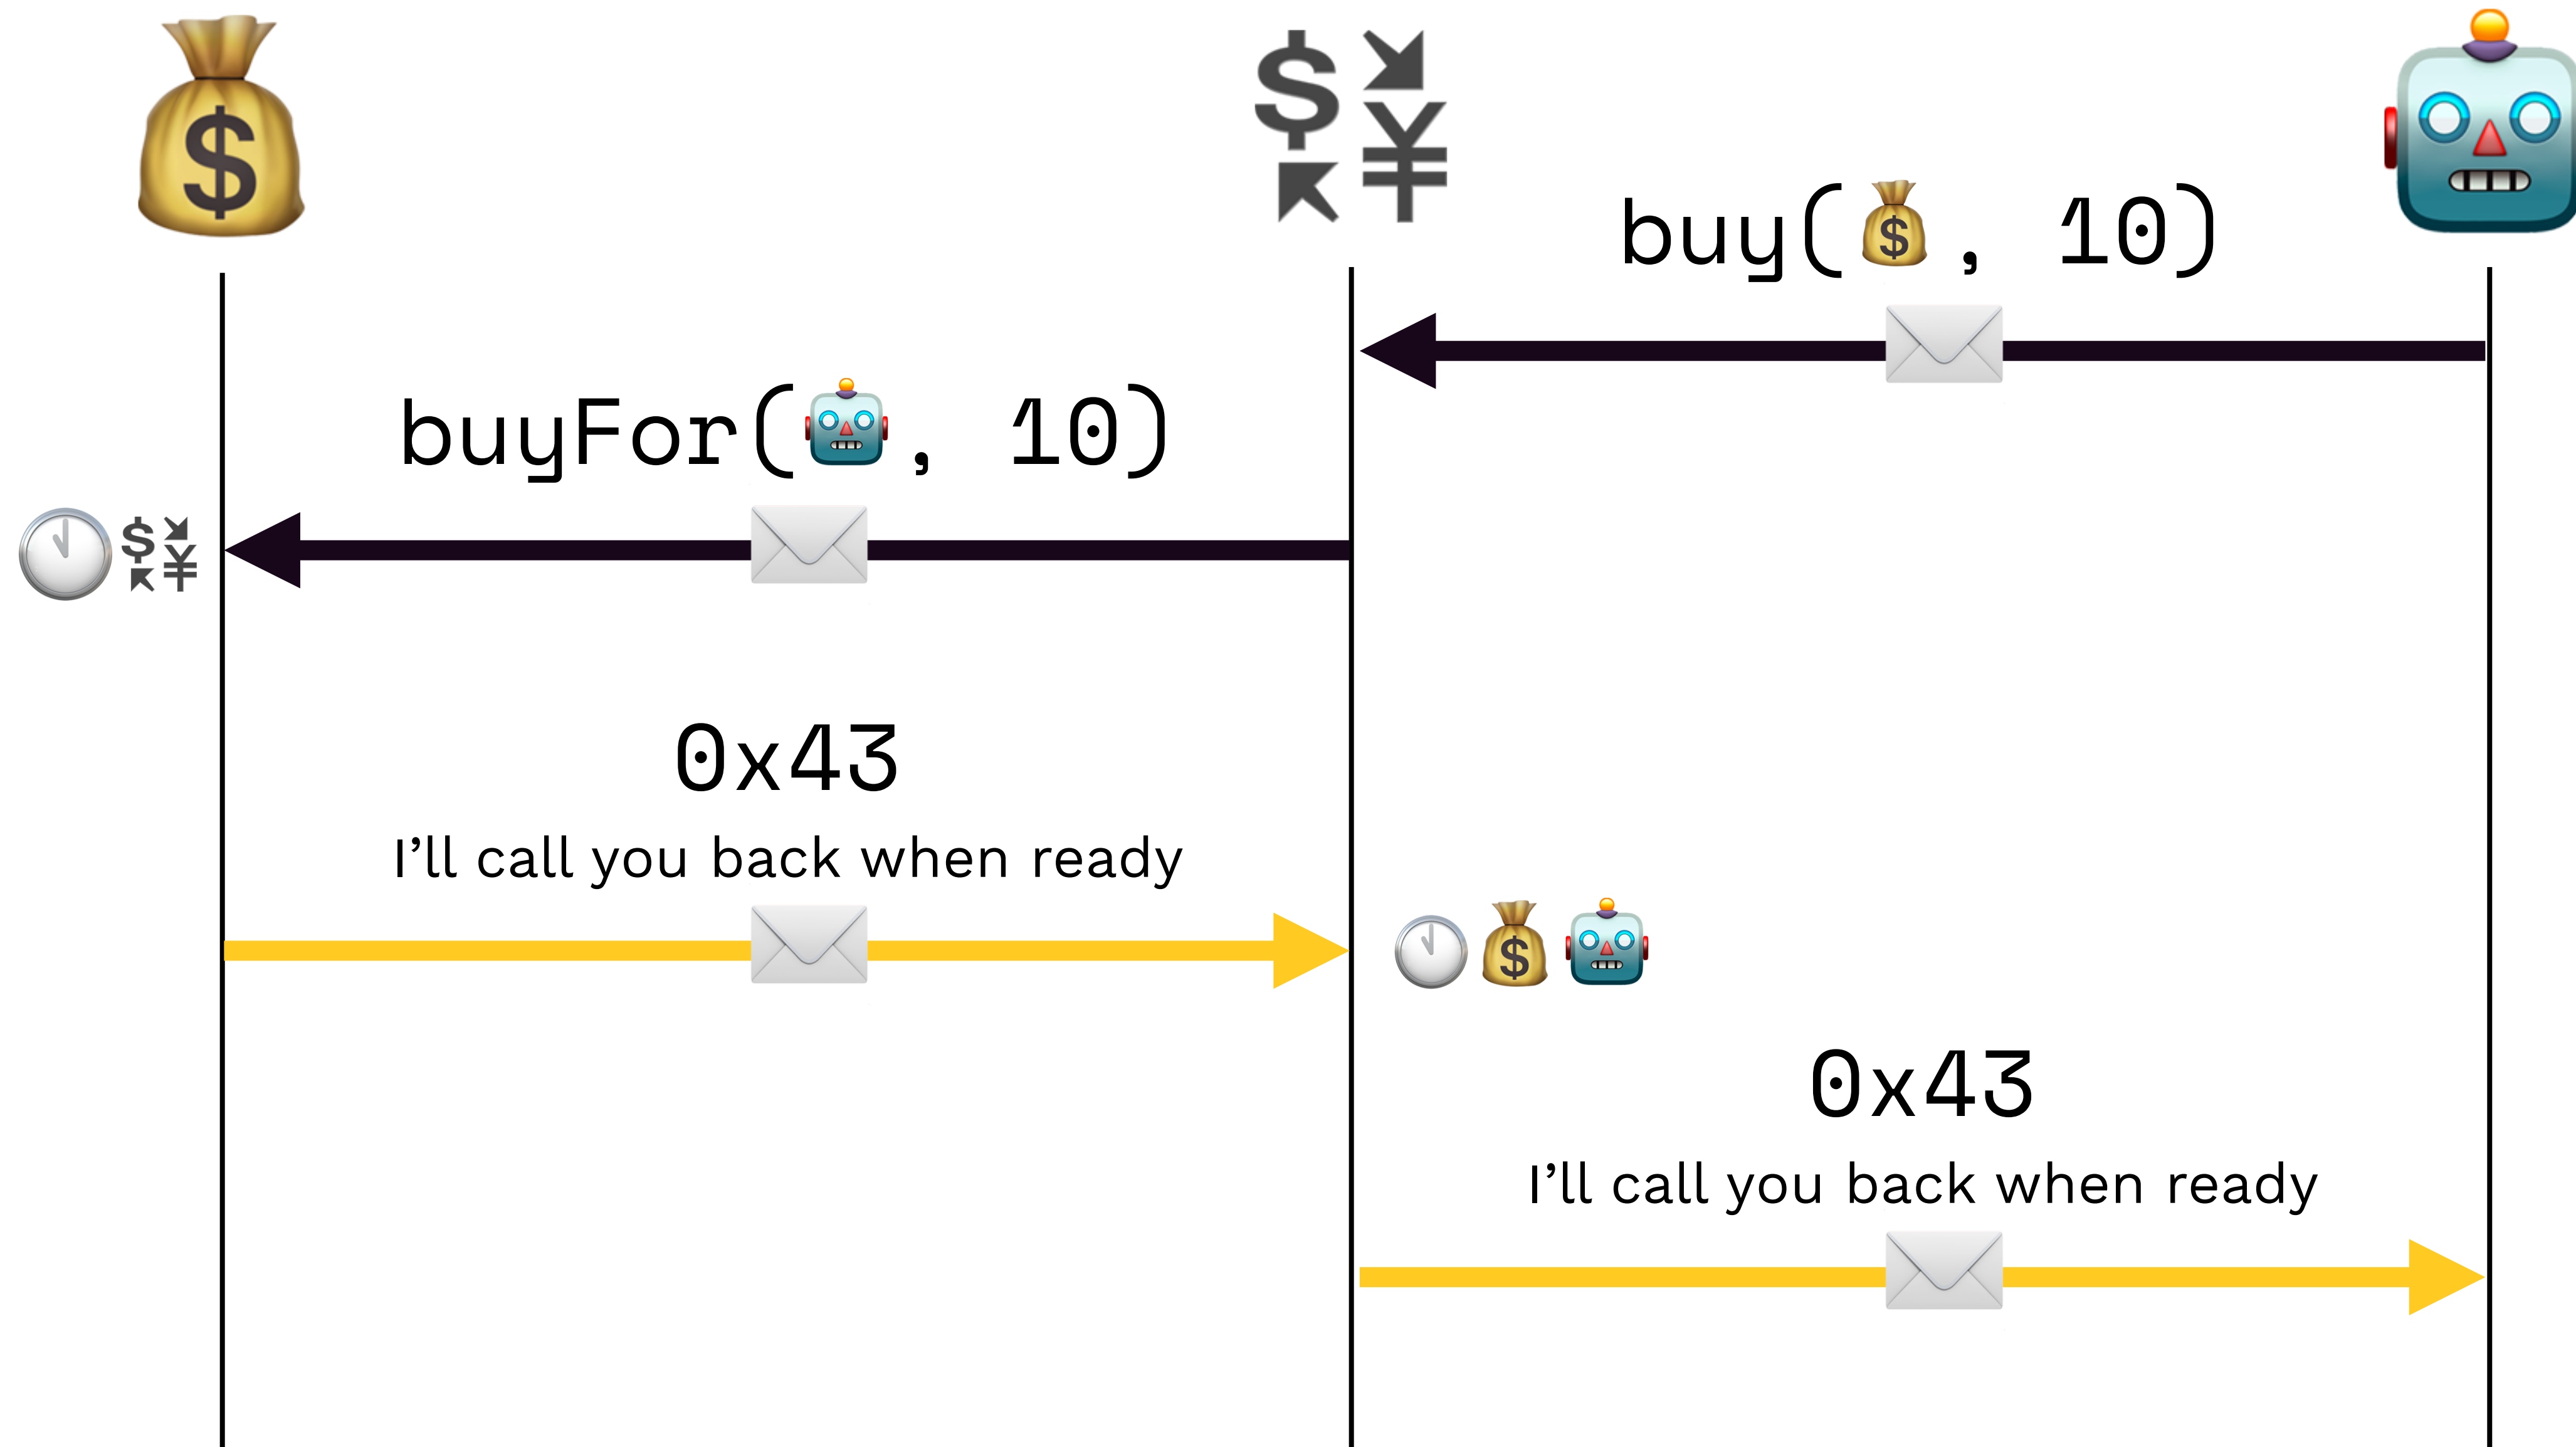 buy(💰, 10)
buyFor(🤖, 10)
0x43
I’ll call you back when ready
0x43
I’ll call you back when ready